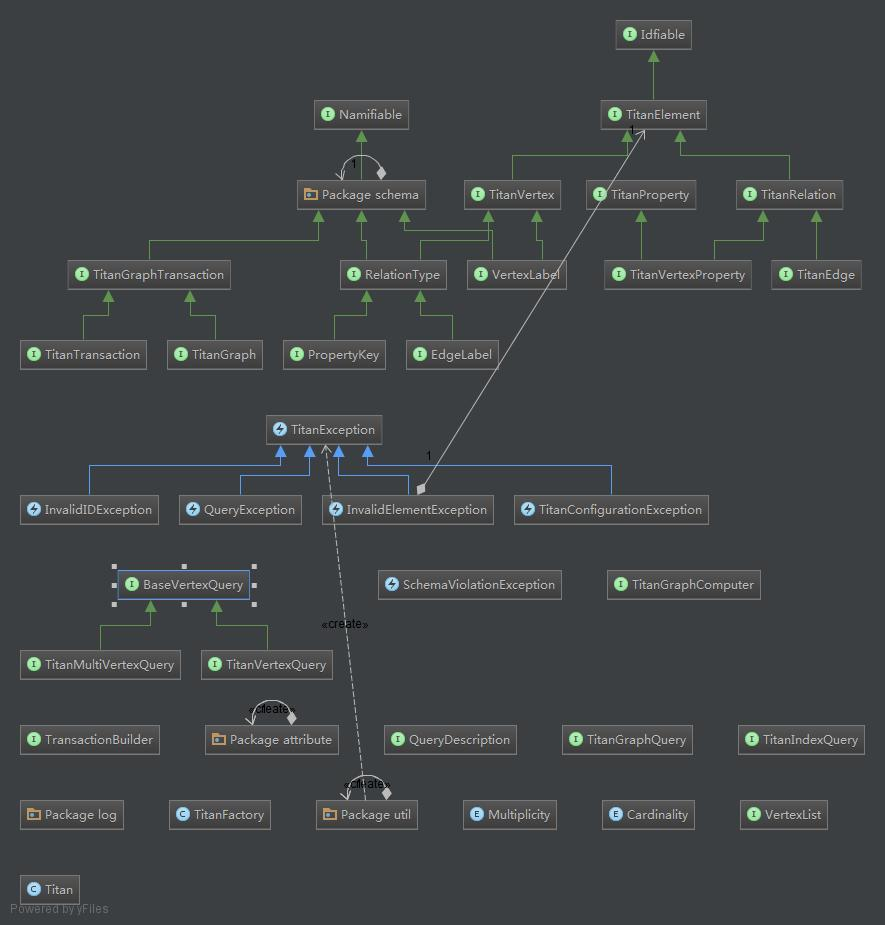 I Idfiable
I Namifiable
I TitanElement
1
1
Package schema
I TitanVertex
I TitanProperty
I TitanRelation
I TitanGraphTransaction
I RelationType
I VertexLabel
I TitanVertexProperty
I TitanEdge
I TitanTransaction
I TitanGraph
I PropertyKey
I EdgeLabel
TitanException
1
InvalidIDException
QueryException
InvalidElementException
TitanConfigurationException
I BaseVertexQuery
SchemaViolationException
I TitanGraphComputer
«create»
I TitanMultiVertexQuery
I TitanVertexQuery
I TransactionBuilder
Package attribute
I QueryDescription
I TitanGraphQuery
I TitanIndexQuery
Package log
C TitanFactory
Package util
E Multiplicity
E Cardinality
I VertexList
C Titan
Powered by yFiles